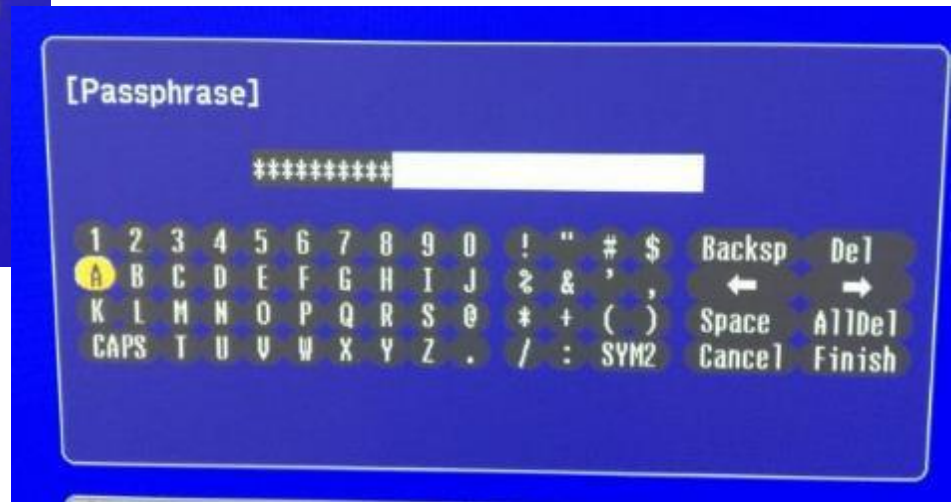 [Passphrase]
**********
1 2 3 4 5 6 7 8 9 0 ! " # $ Backsp Del
A B C D E F G H I J % & ' , ← →
K L M N O P Q R S @ * + ( ) Space AllDel
CAPS T U V W X Y Z . / : SYM2 Cancel Finish